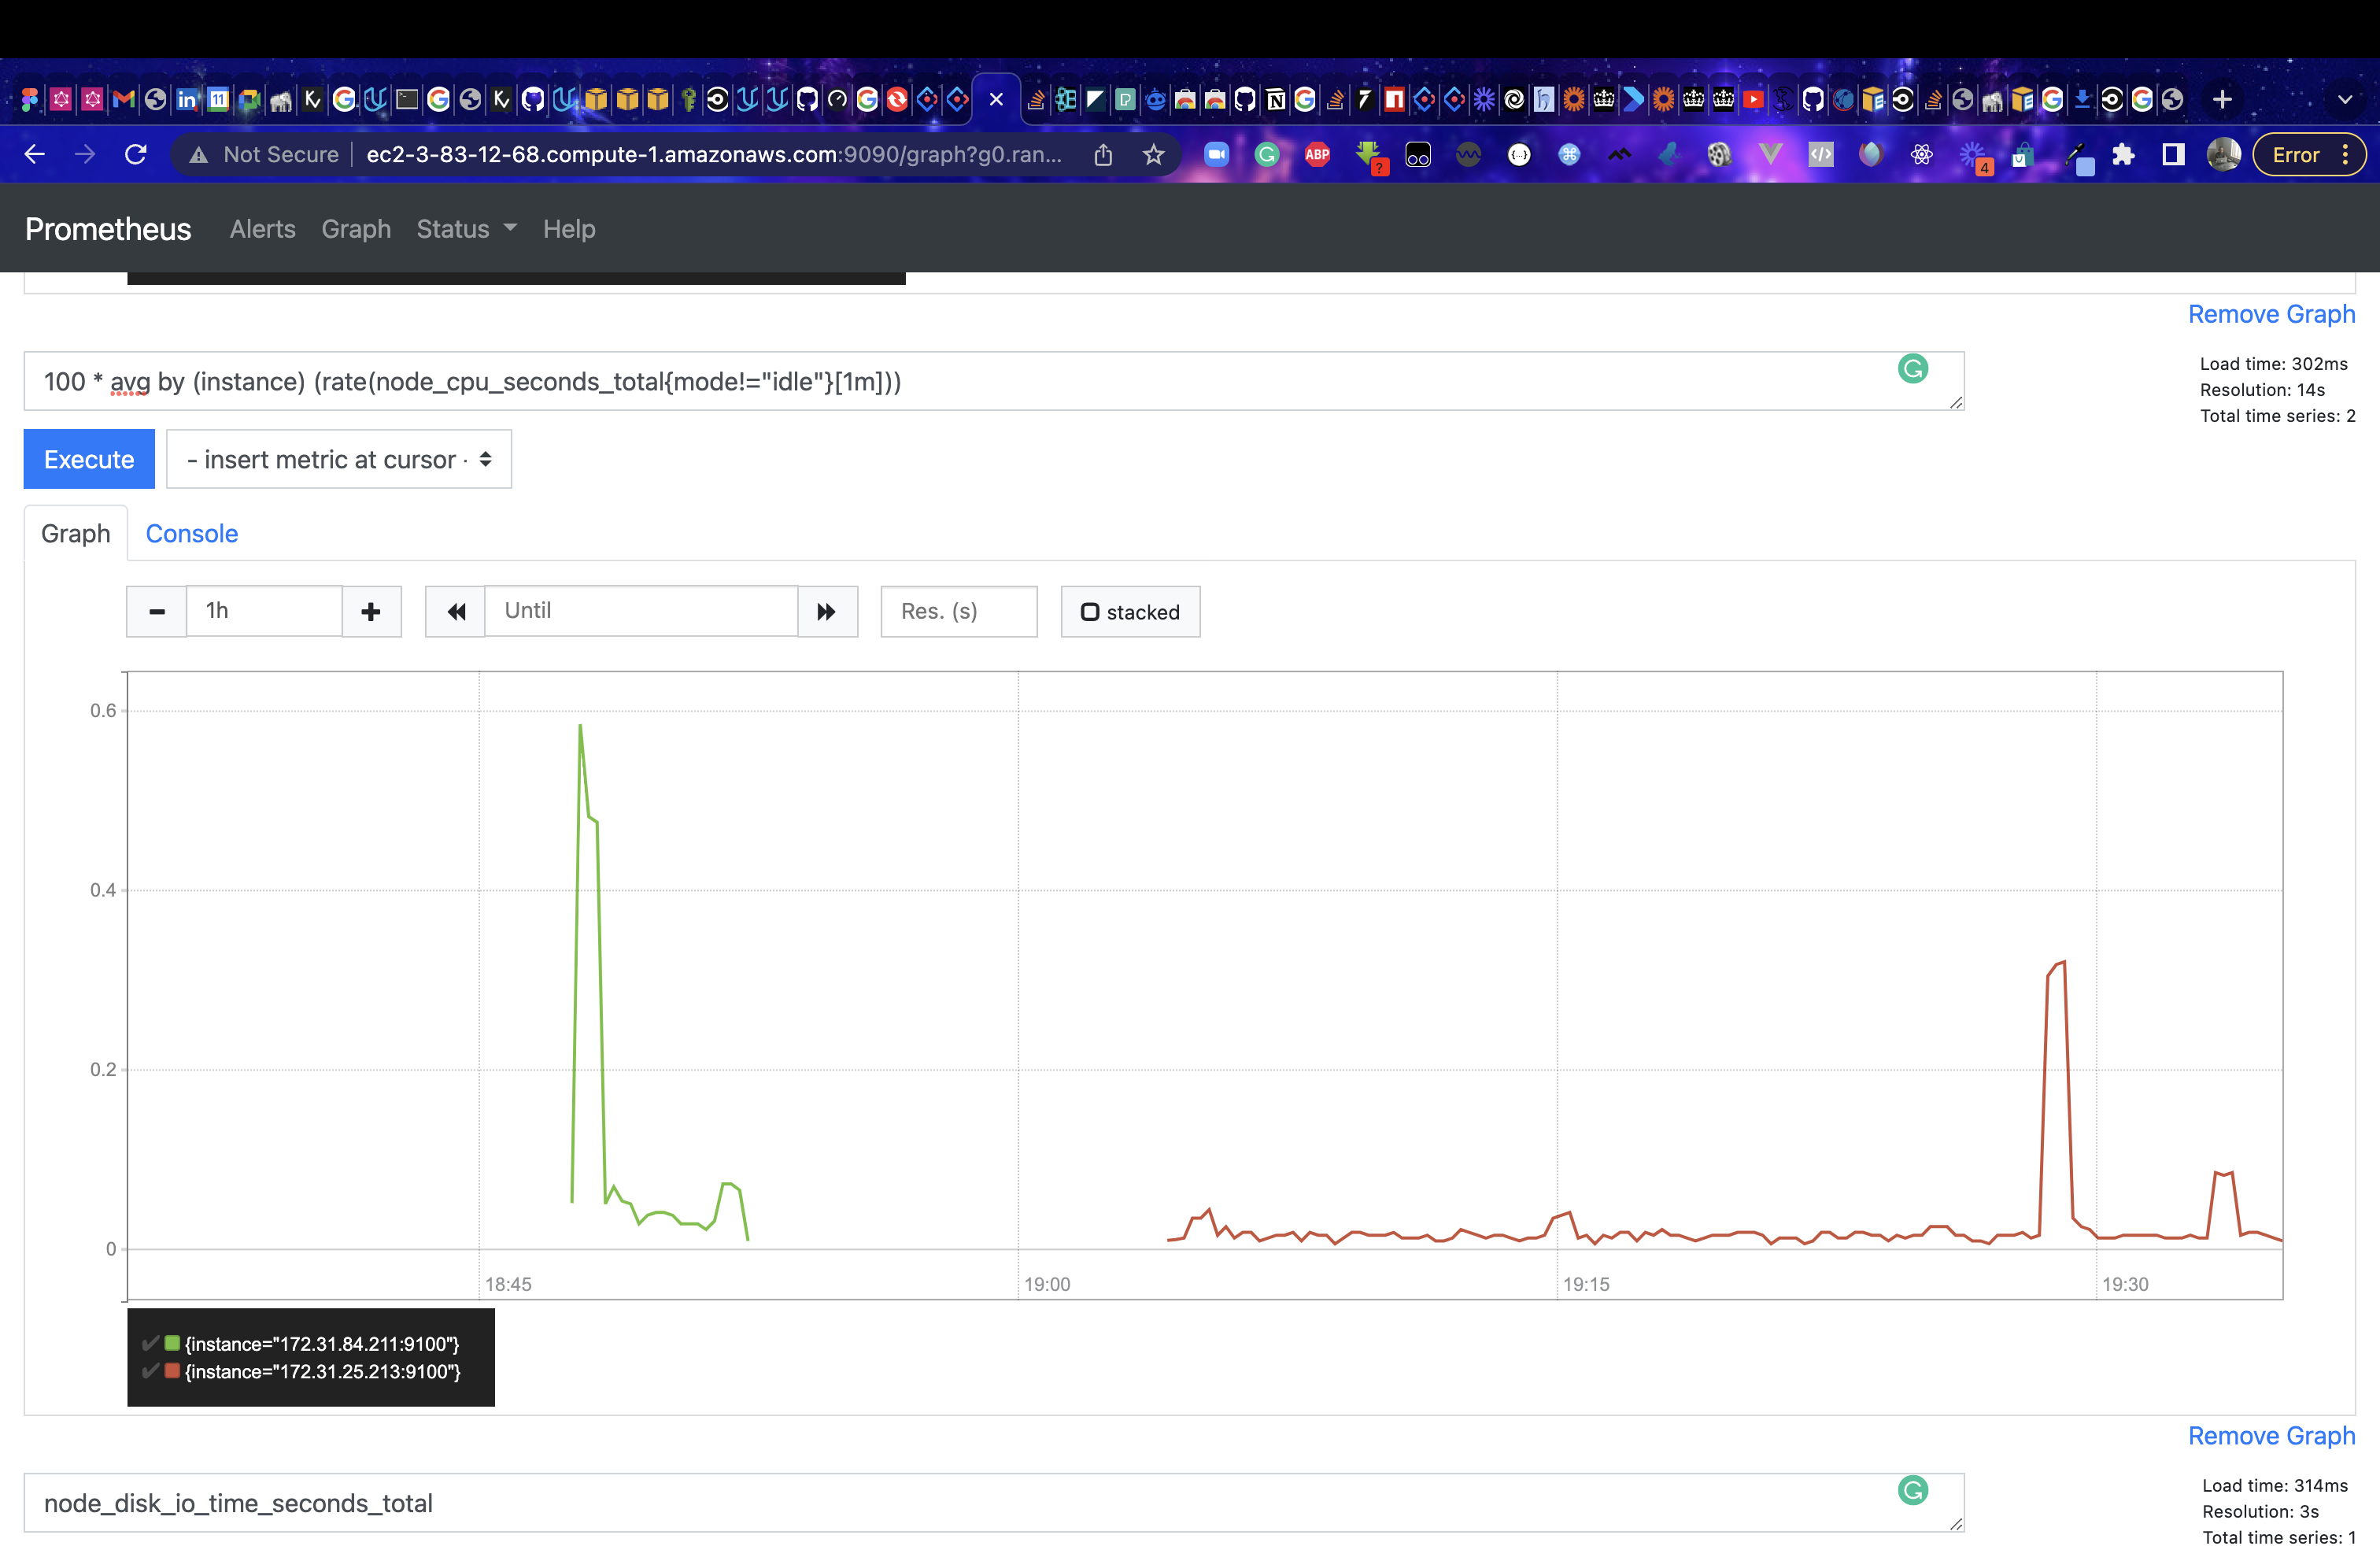 Not Secure
ec2-3-83-12-68.compute-1.amazonaws.com:9090/graph?g0.ran...
ABP
?
4
Error
Prometheus
Alerts
Graph
Status
Help
Remove Graph
100 * avg by (instance) (rate(node_cpu_seconds_total{mode!="idle"}[1m]))
Load time: 302ms
Resolution: 14s
Total time series: 2
Execute
- insert metric at cursor -
Graph
Console
1h
Until
Res. (s)
stacked
0.6
0.4
0.2
0
18:45
19:00
19:15
19:30
{instance="172.31.84.211:9100"}
{instance="172.31.25.213:9100"}
Remove Graph
node_disk_io_time_seconds_total
Load time: 314ms
Resolution: 3s
Total time series: 1